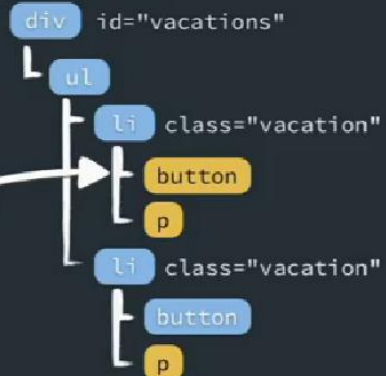 div id="vacations"
ul
li class="vacation"
button
p
li class="vacation"
button
p